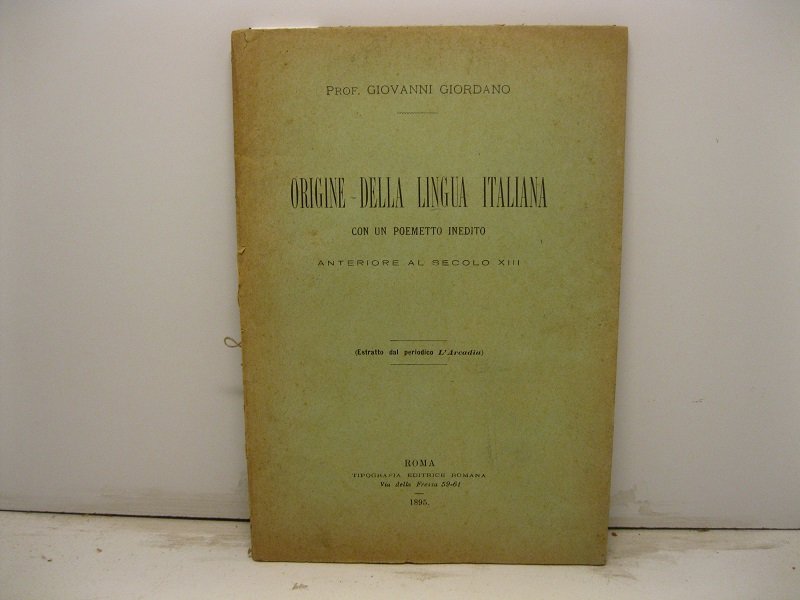 PROF. GIOVANNI GIORDANO
ORIGINE DELLA LINGUA ITALIANA
CON UN POEMETTO INEDITO
ANTERIORE AL SECOLO XIII
(Estratto dal periodico L'Arcadia)
ROMA
TIPOGRAFIA EDITRICE ROMANA
Via della Frezza 59-61
1895.